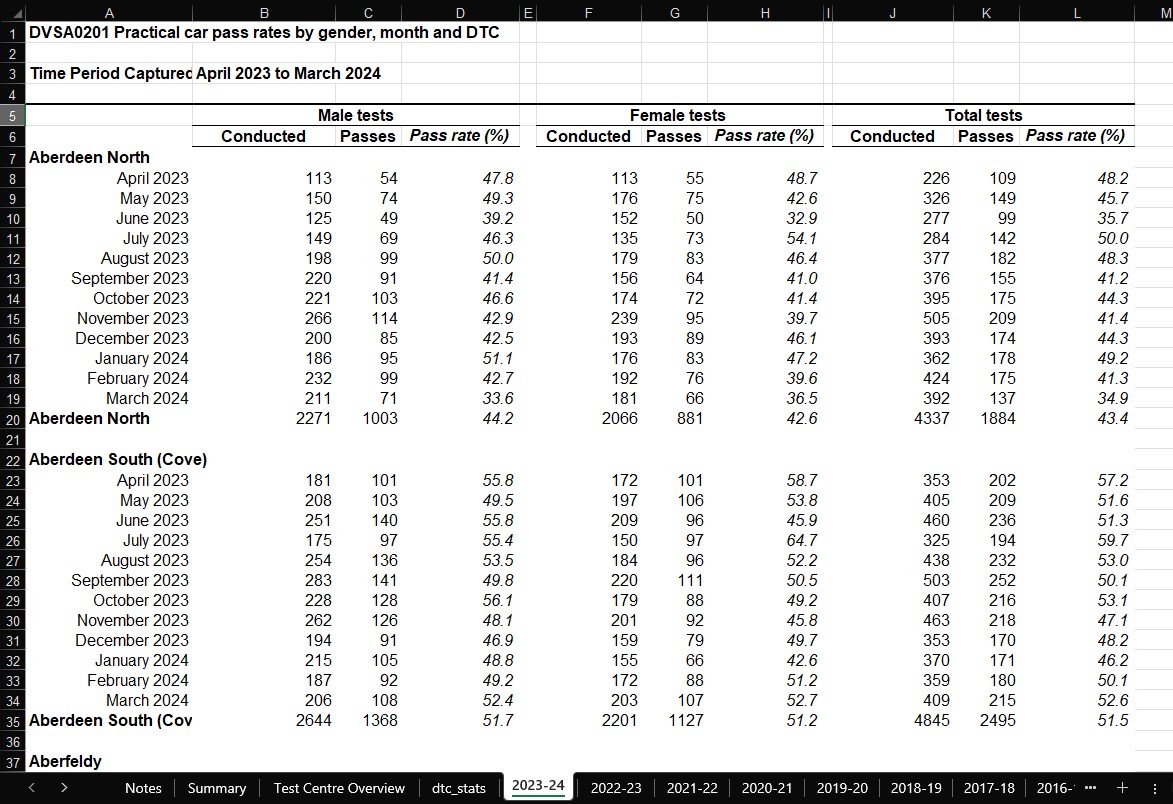 A B C D E F G H I J K L M
1 DVSA0201 Practical car pass rates by gender, month and DTC
2
3 Time Period Captured April 2023 to March 2024
4
5 Male tests Female tests Total tests
6 Conducted Passes Pass rate (%) Conducted Passes Pass rate (%) Conducted Passes Pass rate (%)
7 Aberdeen North
8 April 2023 113 54 47.8 113 55 48.7 226 109 48.2
9 May 2023 150 74 49.3 176 75 42.6 326 149 45.7
10 June 2023 125 49 39.2 152 50 32.9 277 99 35.7
11 July 2023 149 69 46.3 135 73 54.1 284 142 50.0
12 August 2023 198 99 50.0 179 83 46.4 377 182 48.3
13 September 2023 220 91 41.4 156 64 41.0 376 155 41.2
14 October 2023 221 103 46.6 174 72 41.4 395 175 44.3
15 November 2023 266 114 42.9 239 95 39.7 505 209 41.4
16 December 2023 200 85 42.5 193 89 46.1 393 174 44.3
17 January 2024 186 95 51.1 176 83 47.2 362 178 49.2
18 February 2024 232 99 42.7 192 76 39.6 424 175 41.3
19 March 2024 211 71 33.6 181 66 36.5 392 137 34.9
20 Aberdeen North 2271 1003 44.2 2066 881 42.6 4337 1884 43.4
21
22 Aberdeen South (Cove)
23 April 2023 181 101 55.8 172 101 58.7 353 202 57.2
24 May 2023 208 103 49.5 197 106 53.8 405 209 51.6
25 June 2023 251 140 55.8 209 96 45.9 460 236 51.3
26 July 2023 175 97 55.4 150 97 64.7 325 194 59.7
27 August 2023 254 136 53.5 184 96 52.2 438 232 53.0
28 September 2023 283 141 49.8 220 111 50.5 503 252 50.1
29 October 2023 228 128 56.1 179 88 49.2 407 216 53.1
30 November 2023 262 126 48.1 201 92 45.8 463 218 47.1
31 December 2023 194 91 46.9 159 79 49.7 353 170 48.2
32 January 2024 215 105 48.8 155 66 42.6 370 171 46.2
33 February 2024 187 92 49.2 172 88 51.2 359 180 50.1
34 March 2024 206 108 52.4 203 107 52.7 409 215 52.6
35 Aberdeen South (Cov 2644 1368 51.7 2201 1127 51.2 4845 2495 51.5
36
37 Aberfeldy
Notes Summary Test Centre Overview dtc_stats 2023-24 2022-23 2021-22 2020-21 2019-20 2018-19 2017-18 2016-